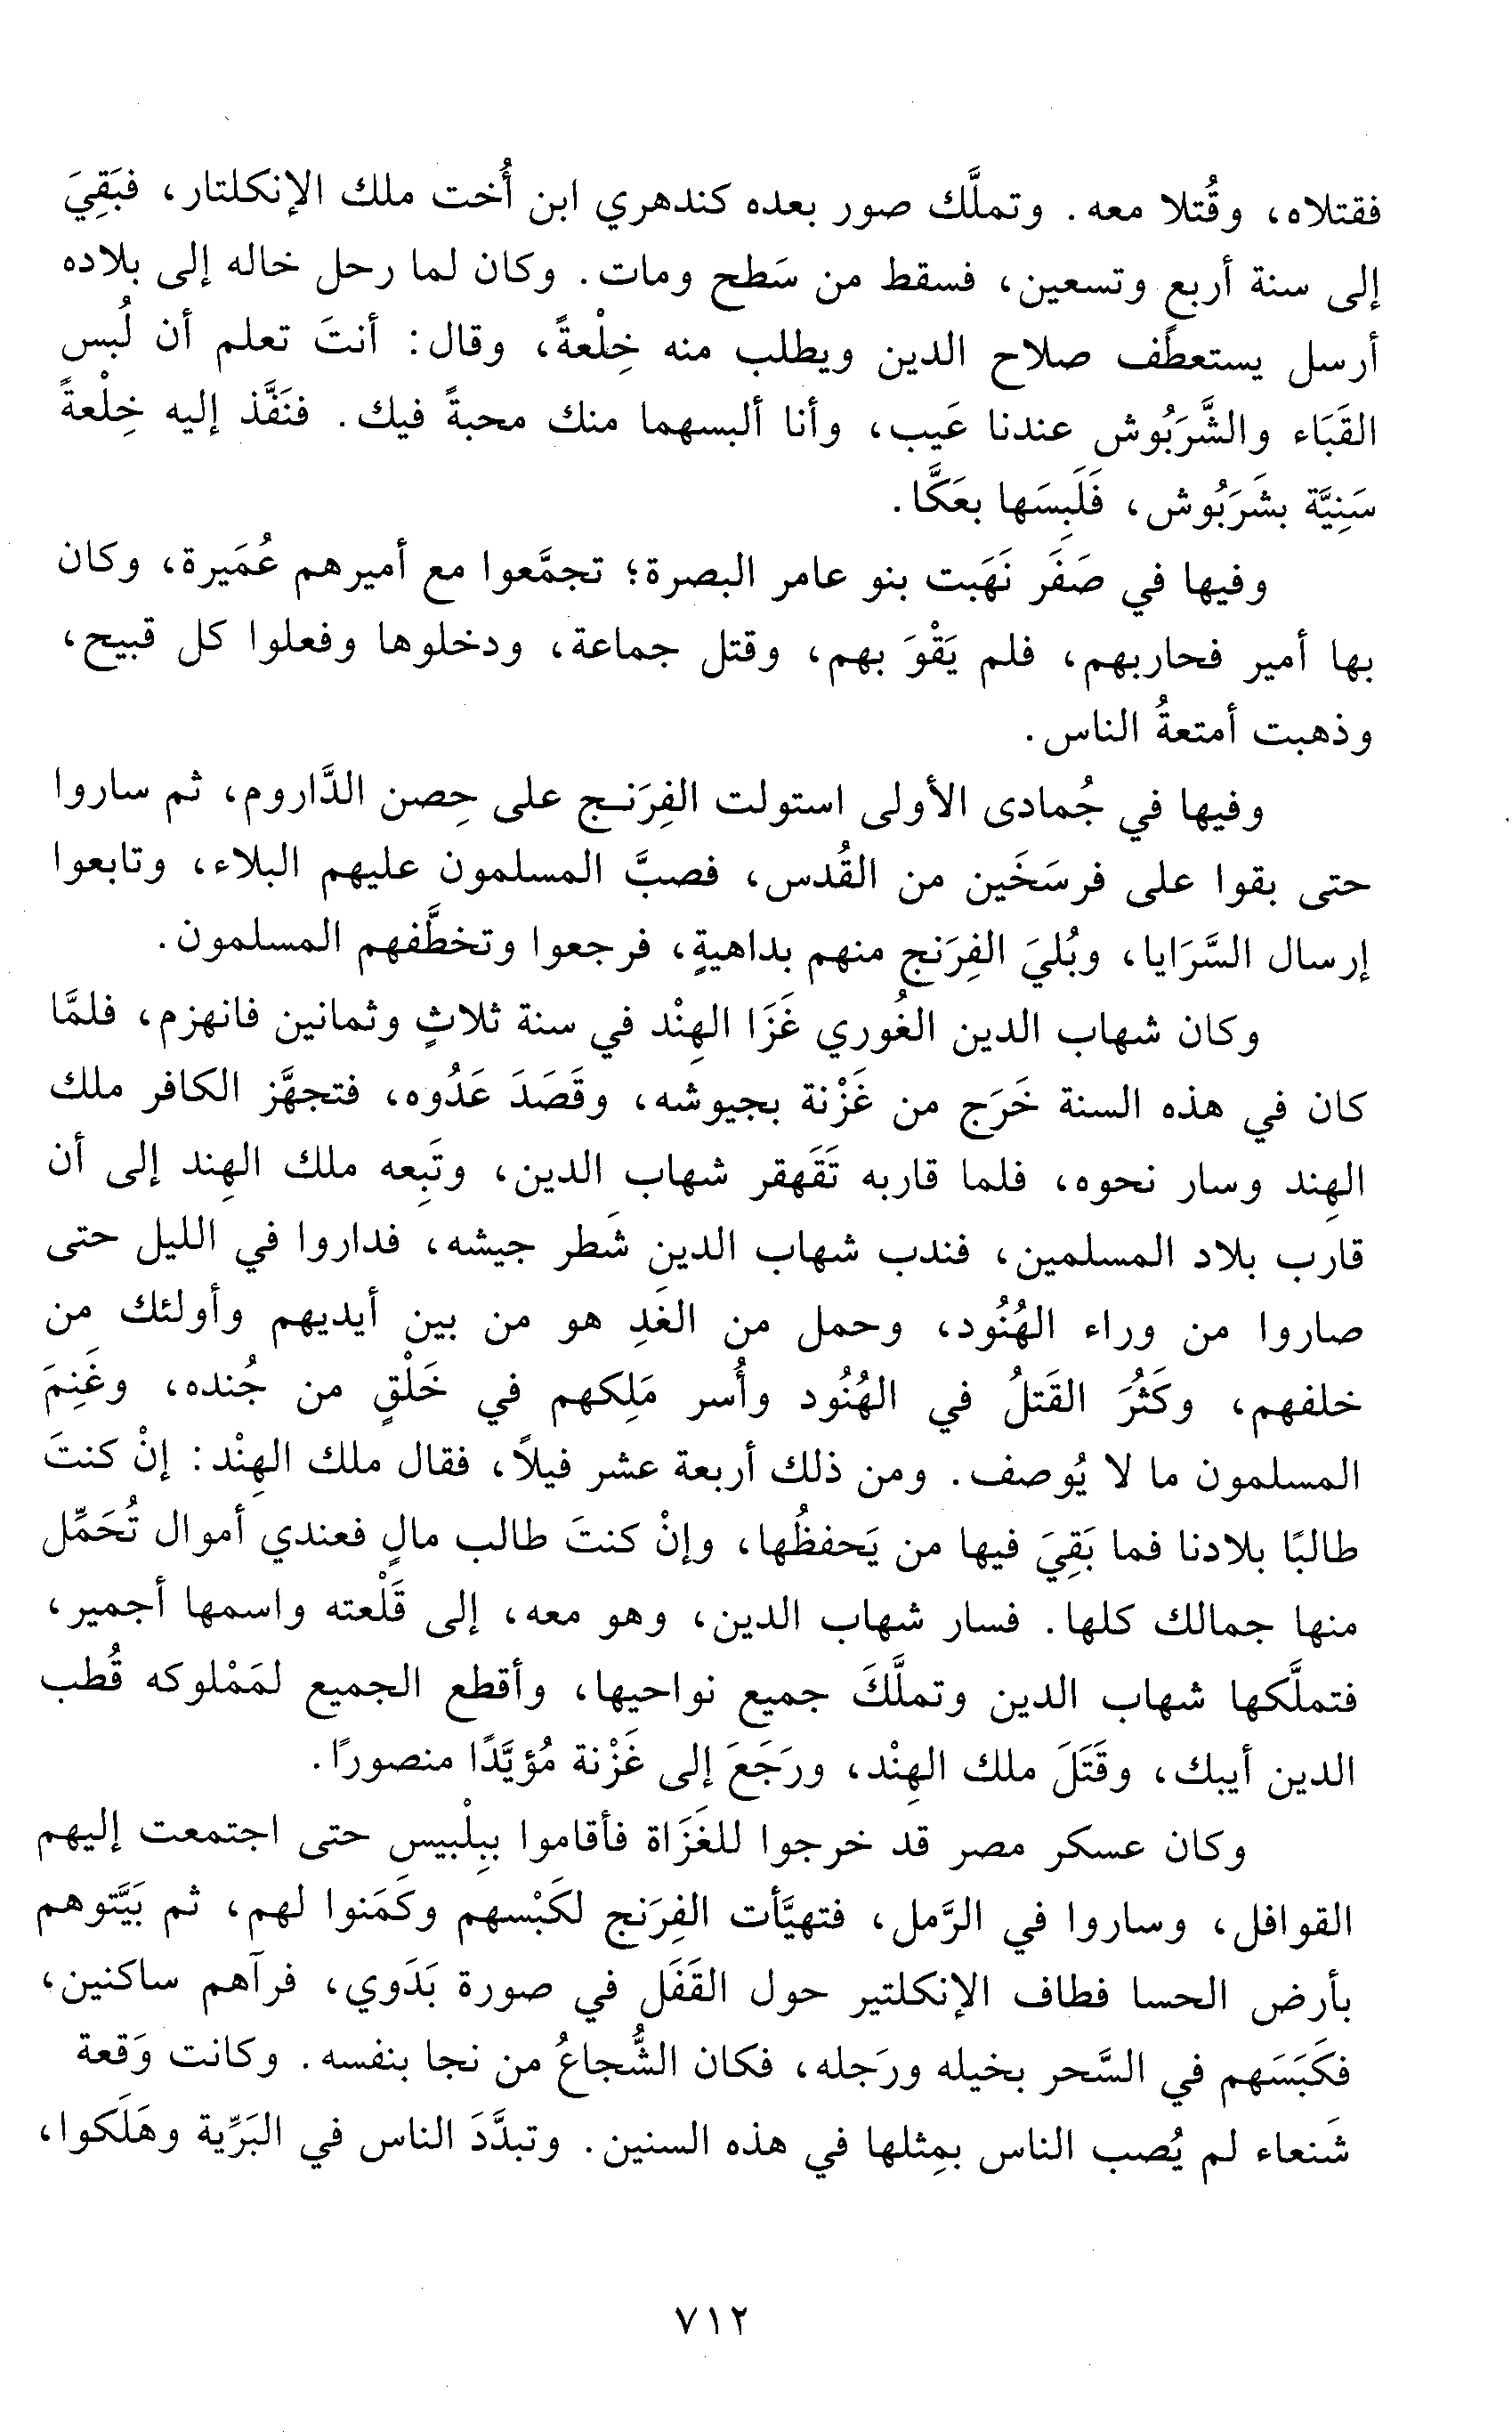 فقتلاه، وقُتلا معه. وتملَّك صور بعده كندهري ابن أُخت ملك الإنكلتار، فبَقِيَ
إلى سنة أربع وتسعين، فسقط من سَطح ومات. وكان لما رحل خاله إلى بلاده
أرسل يستعطف صلاح الدين ويطلب منه خِلْعةً، وقال: أنتَ تعلم أن لُبس
القَبَاء والشَّرَبُوش عندنا عَيب، وأنا ألبسهما منك محبةً فيك. فنَفَّذ إليه خِلْعةً
سَنِيَّة بشَرَبُوش، فَلَبِسَها بعَكَّا.
وفيها في صَفَر نَهَبت بنو عامر البصرة؛ تجمَّعوا مع أميرهم عُمَيرة، وكان
بها أمير فحاربهم، فلم يَقْوَ بهم، وقتل جماعة، ودخلوها وفعلوا كل قبيح،
وذهبت أمتعةُ الناس.
وفيها في جُمادى الأولى استولت الفِرَنـج على حِصن الدَّاروم، ثم ساروا
حتى بقوا على فرسَخَين من القُدس، فصبَّ المسلمون عليهم البلاء، وتابعوا
إرسال السَّرَايا، وبُليَ الفِرَنج منهم بداهيةٍ، فرجعوا وتخطَّفهم المسلمون.
وكان شهاب الدين الغُوري غَزَا الهِنْد في سنة ثلاثٍ وثمانين فانهزم، فلمَّا
كان في هذه السنة خَرَج من غَزْنة بجيوشه، وقَصَدَ عَدُوه، فتجهَّز الكافر ملك
الهِند وسار نحوه، فلما قاربه تَقَهقر شهاب الدين، وتَبِعه ملك الهِند إلى أن
قارب بلاد المسلمين، فندب شهاب الدين شَطر جيشه، فداروا في الليل حتى
صاروا من وراء الهُنُود، وحمل من الغَدِ هو من بين أيديهم وأولئك من
خلفهم، وكَثُرَ القَتلُ في الهُنُود وأُسر مَلِكهم في خَلْقٍ من جُنده، وغَنِمَ
المسلمون ما لا يُوصف. ومن ذلك أربعة عشر فيلاً، فقال ملك الهِنْد: إنْ كنتَ
طالبًا بلادنا فما بَقِيَ فيها من يَحفظُها، وإنْ كنتَ طالب مالٍ فعندي أموال تُحَمِّل
منها جمالك كلها. فسار شهاب الدين، وهو معه، إلى قَلْعته واسمها أجمير،
فتملَّكها شهاب الدين وتملَّكَ جميع نواحيها، وأقطع الجميع لمَمْلوكه قُطب
الدين أيبك، وقَتَلَ ملك الهِنْد، ورَجَعَ إلى غَزْنة مُؤيَّدًا منصورًا.
وكان عسكر مصر قد خرجوا للغَزَاة فأقاموا ببِلْبيس حتى اجتمعت إليهم
القوافل، وساروا في الرَّمل، فتهيَّأت الفِرَنج لكَبْسهم وكَمَنوا لهم، ثم بَيَّتوهم
بأرض الحسا فطاف الإنكلتير حول القَفَل في صورة بَدَوي، فرآهم ساكنين،
فكَبَسَهم في السَّحر بخيله ورَجله، فكان الشُّجاعُ من نجا بنفسه. وكانت وَقعة
شَنعاء لم يُصب الناس بمِثلها في هذه السنين. وتبدَّدَ الناس في البَرِّية وهَلَكوا،
٧١٢